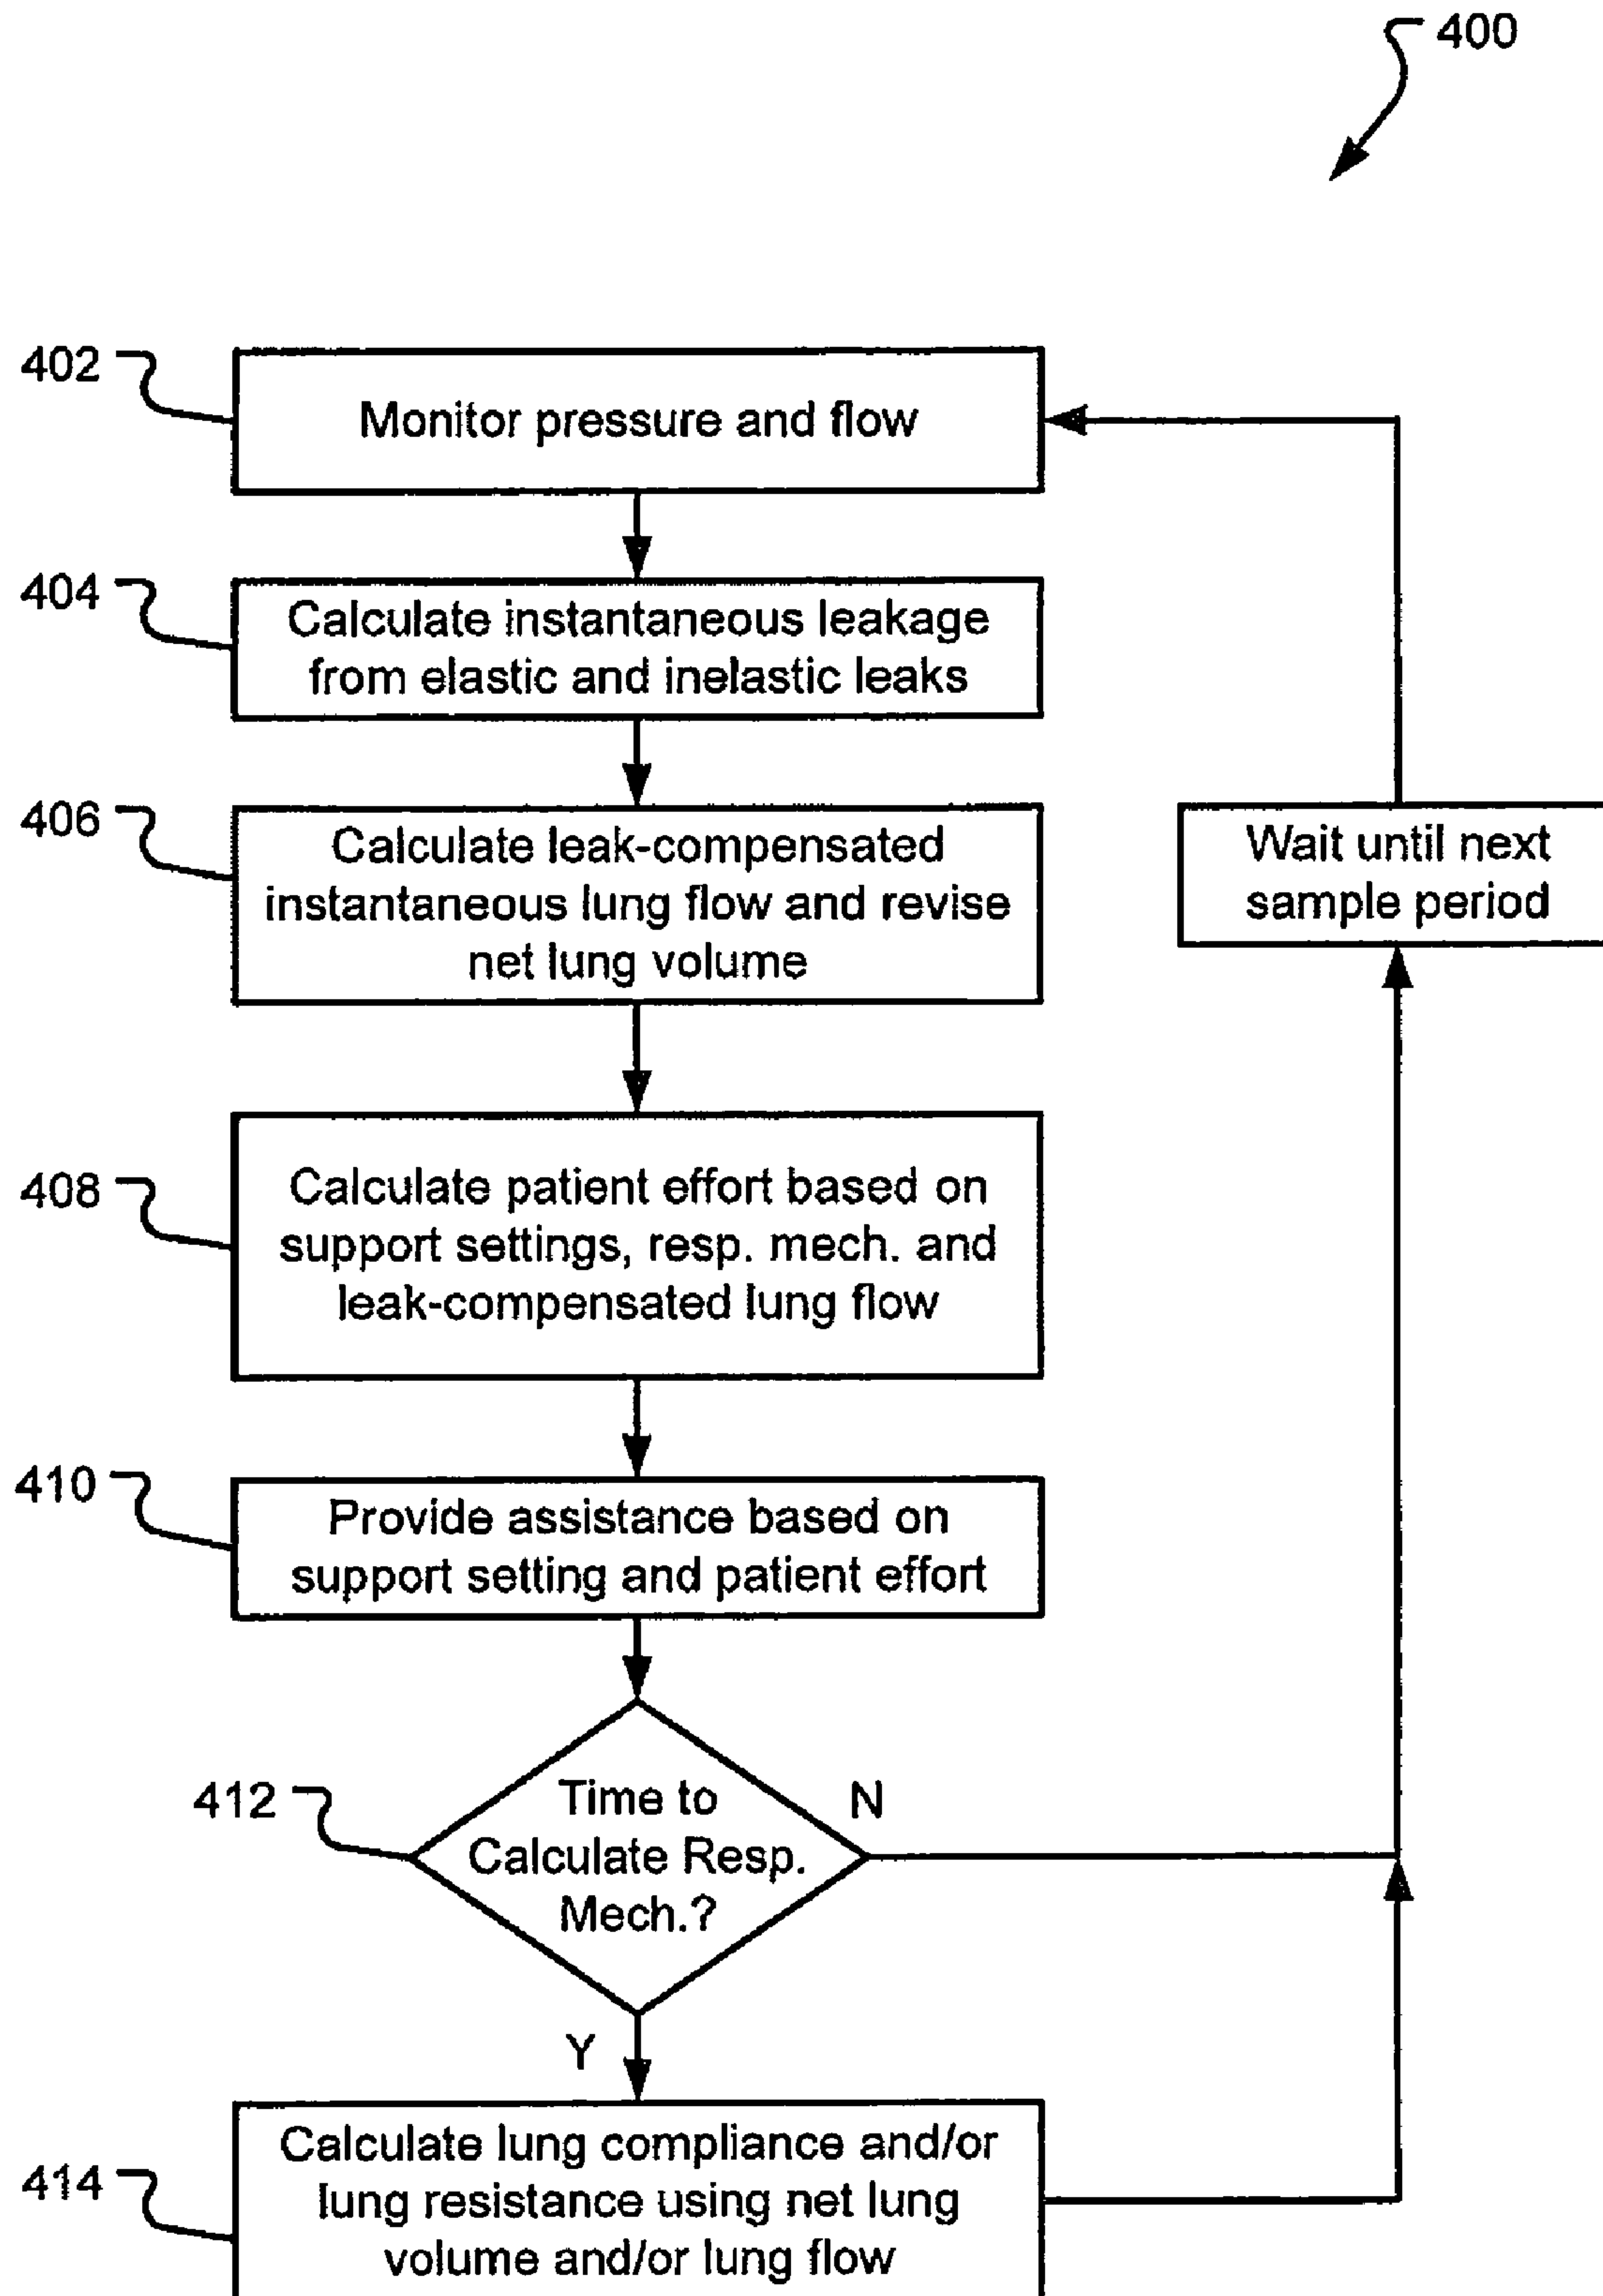 400
402
Monitor pressure and flow
404
Calculate instantaneous leakage
from elastic and inelastic leaks
406
Calculate leak-compensated
instantaneous lung flow and revise
net lung volume
Wait until next
sample period
408
Calculate patient effort based on
support settings, resp. mech. and
leak-compensated lung flow
410
Provide assistance based on
support setting and patient effort
412
Time to
Calculate Resp.
Mech.?
N
Y
414
Calculate lung compliance and/or
lung resistance using net lung
volume and/or lung flow